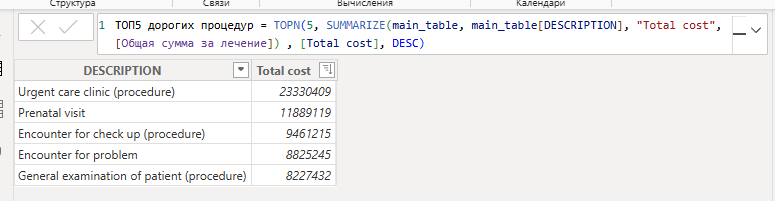 Структура Связи Вычисления Календари
1 ТОП5 дорогих процедур = TOPN(5, SUMMARIZE(main_table, main_table[DESCRIPTION], "Total cost",
[Общая сумма за лечение]) , [Total cost], DESC)
DESCRIPTION Total cost
Urgent care clinic (procedure) 23330409
Prenatal visit 11889119
Encounter for check up (procedure) 9461215
Encounter for problem 8825245
General examination of patient (procedure) 8227432